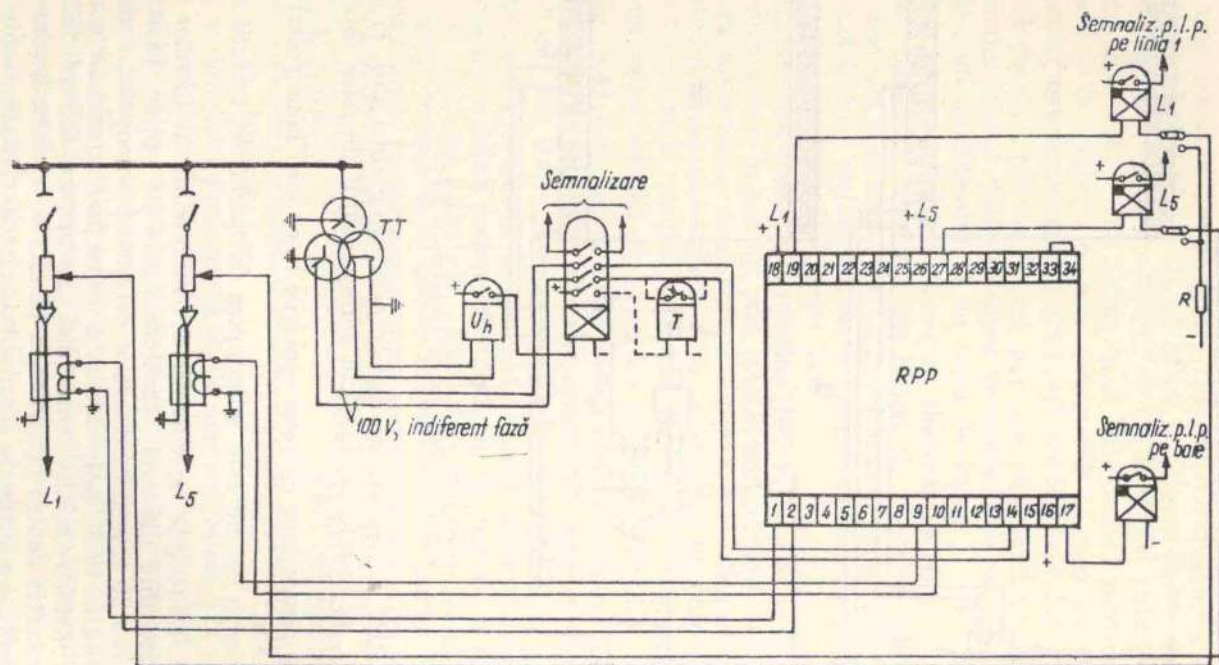 Semnaliz. p.l.p.
pe linia 1
+
L1
+
L5
Semnalizare
TT
+
Uh
+
-
T
-
100 V, indiferent fază
L1
+
+L5
18 19 20 21 22 23 24 25 26 27 28 29 30 31 32 33 34
RPP
1 2 3 4 5 6 7 8 9 10 11 12 13 14 15 16 17
+
R
-
Semnaliz. p.l.p.
pe baie
+
-
L1
L5